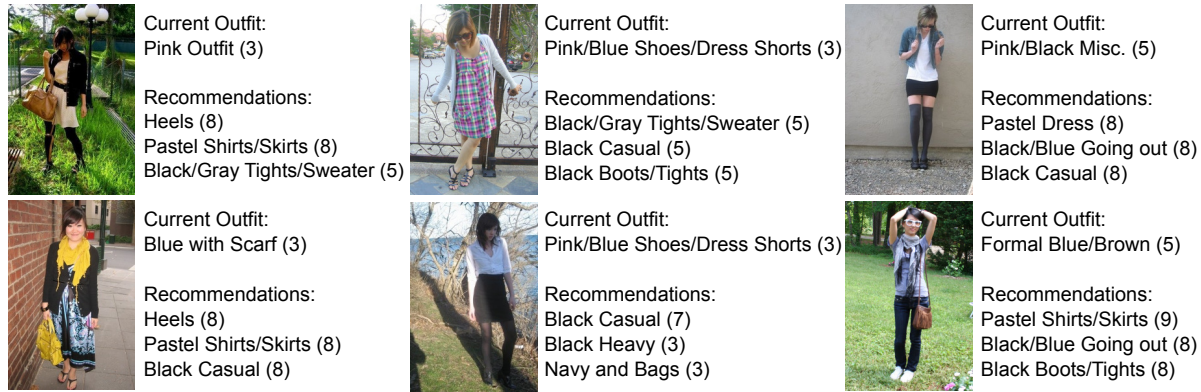 Current Outfit:
Pink Outfit (3)
Recommendations:
Heels (8)
Pastel Shirts/Skirts (8)
Black/Gray Tights/Sweater (5)
Current Outfit:
Pink/Blue Shoes/Dress Shorts (3)
Recommendations:
Black/Gray Tights/Sweater (5)
Black Casual (5)
Black Boots/Tights (5)
Current Outfit:
Pink/Black Misc. (5)
Recommendations:
Pastel Dress (8)
Black/Blue Going out (8)
Black Casual (8)
Current Outfit:
Blue with Scarf (3)
Recommendations:
Heels (8)
Pastel Shirts/Skirts (8)
Black Casual (8)
Current Outfit:
Pink/Blue Shoes/Dress Shorts (3)
Recommendations:
Black Casual (7)
Black Heavy (3)
Navy and Bags (3)
Current Outfit:
Formal Blue/Brown (5)
Recommendations:
Pastel Shirts/Skirts (9)
Black/Blue Going out (8)
Black Boots/Tights (8)